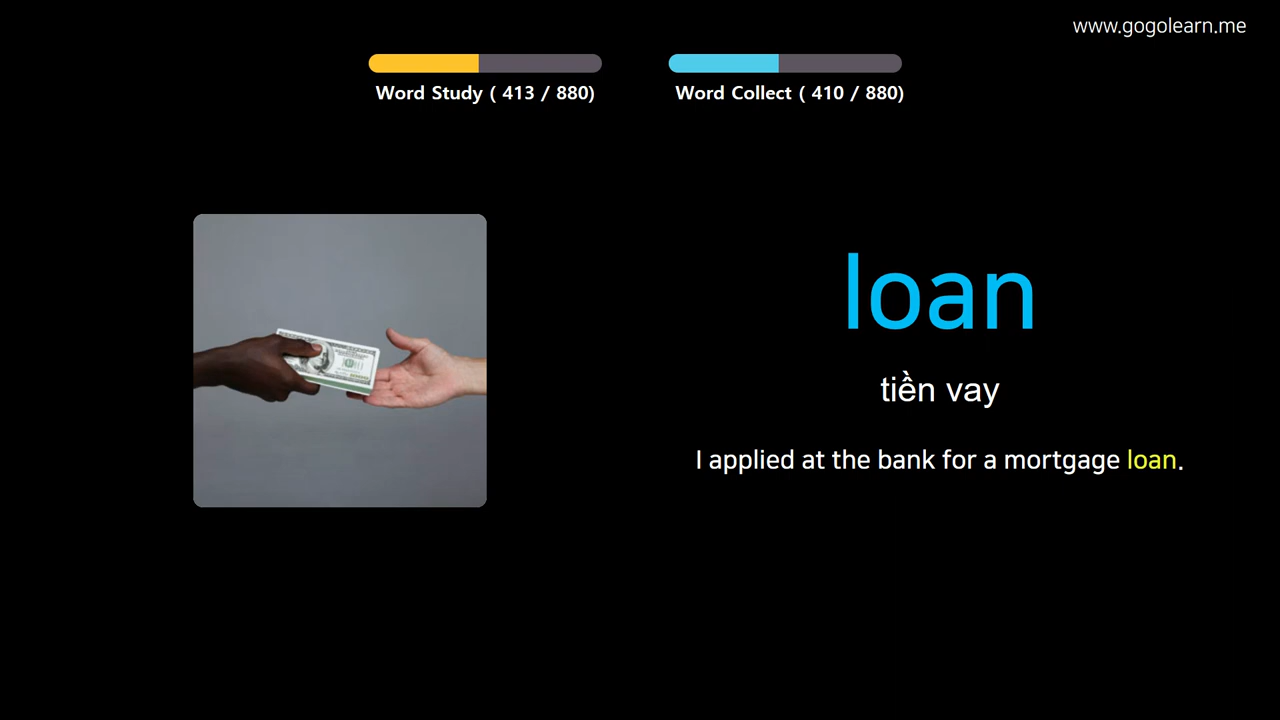 www.gogolearn.me
Word Study ( 413 / 880)
Word Collect ( 410 / 880)
loan
tiền vay
I applied at the bank for a mortgage loan.